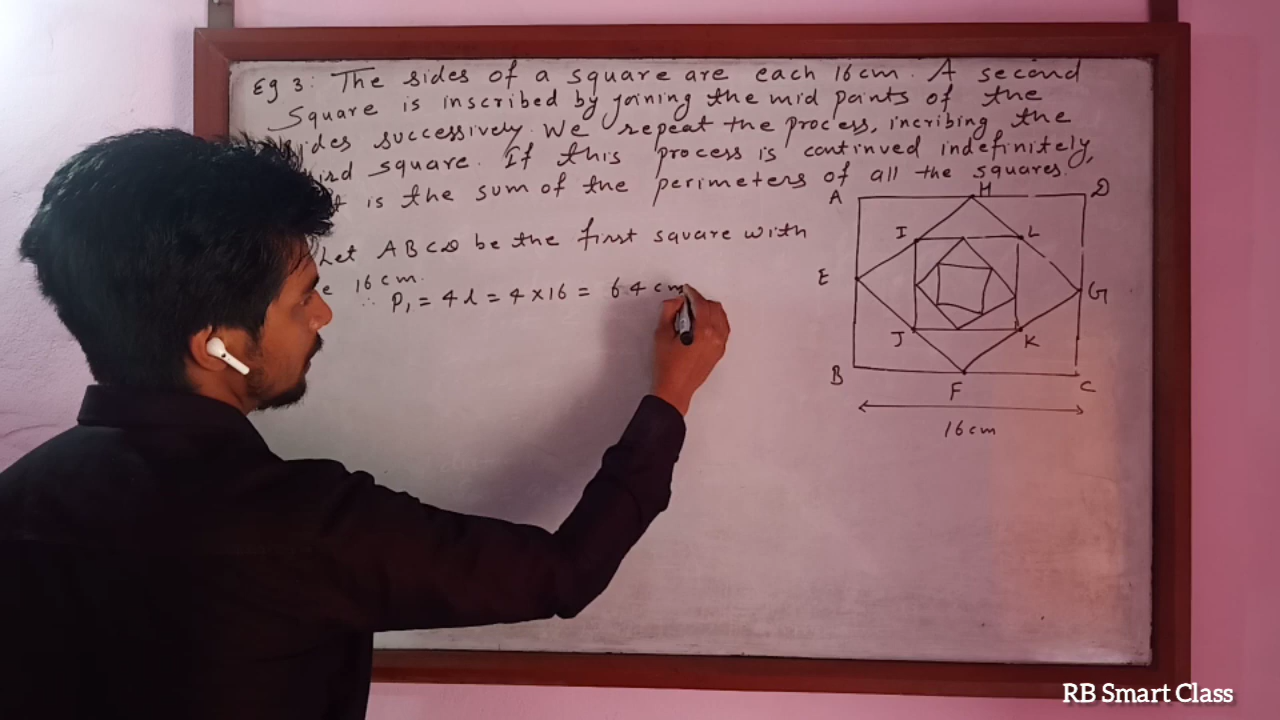 Eg 3: The sides of a square are each 16 cm. A second
Square is inscribed by joining the mid points of the
sides successively. We repeat the process, incribing the
square. If this process is continued indefinitely,
is the sum of the perimeters of all the squares.
Let ABCD be the first square with
16 cm.
∴ P₁ = 4l = 4 × 16 = 64 cm
A
H
D
I
L
E
G
J
K
B
F
C
16 cm
RB Smart Class